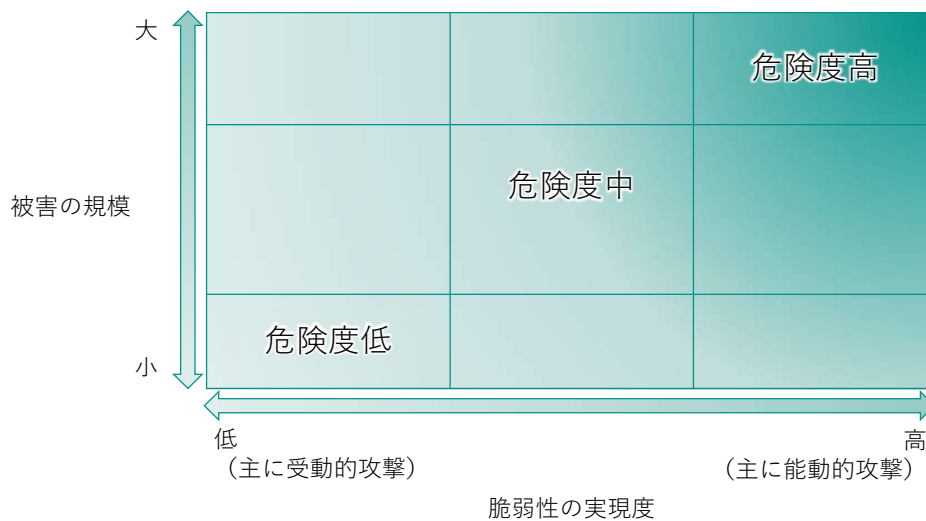 大
危険度高
危険度中
被害の規模
危険度低
小
低
高
（主に受動的攻撃）
（主に能動的攻撃）
脆弱性の実現度